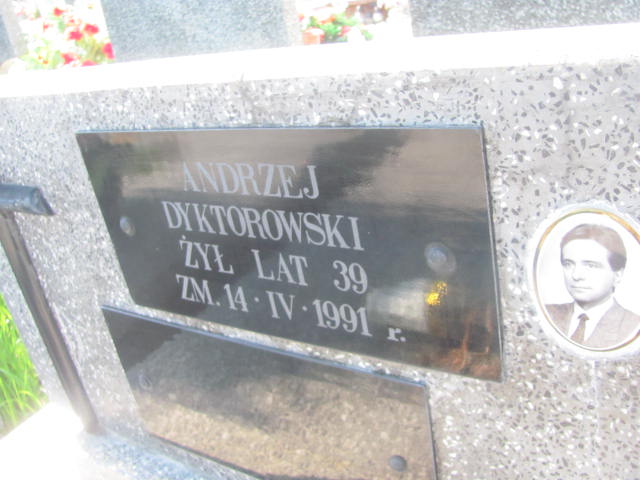 ANDRZEJ
DYKTOROWSKI
ŻYŁ LAT 39
ZM. 14 · IV · 1991 r.